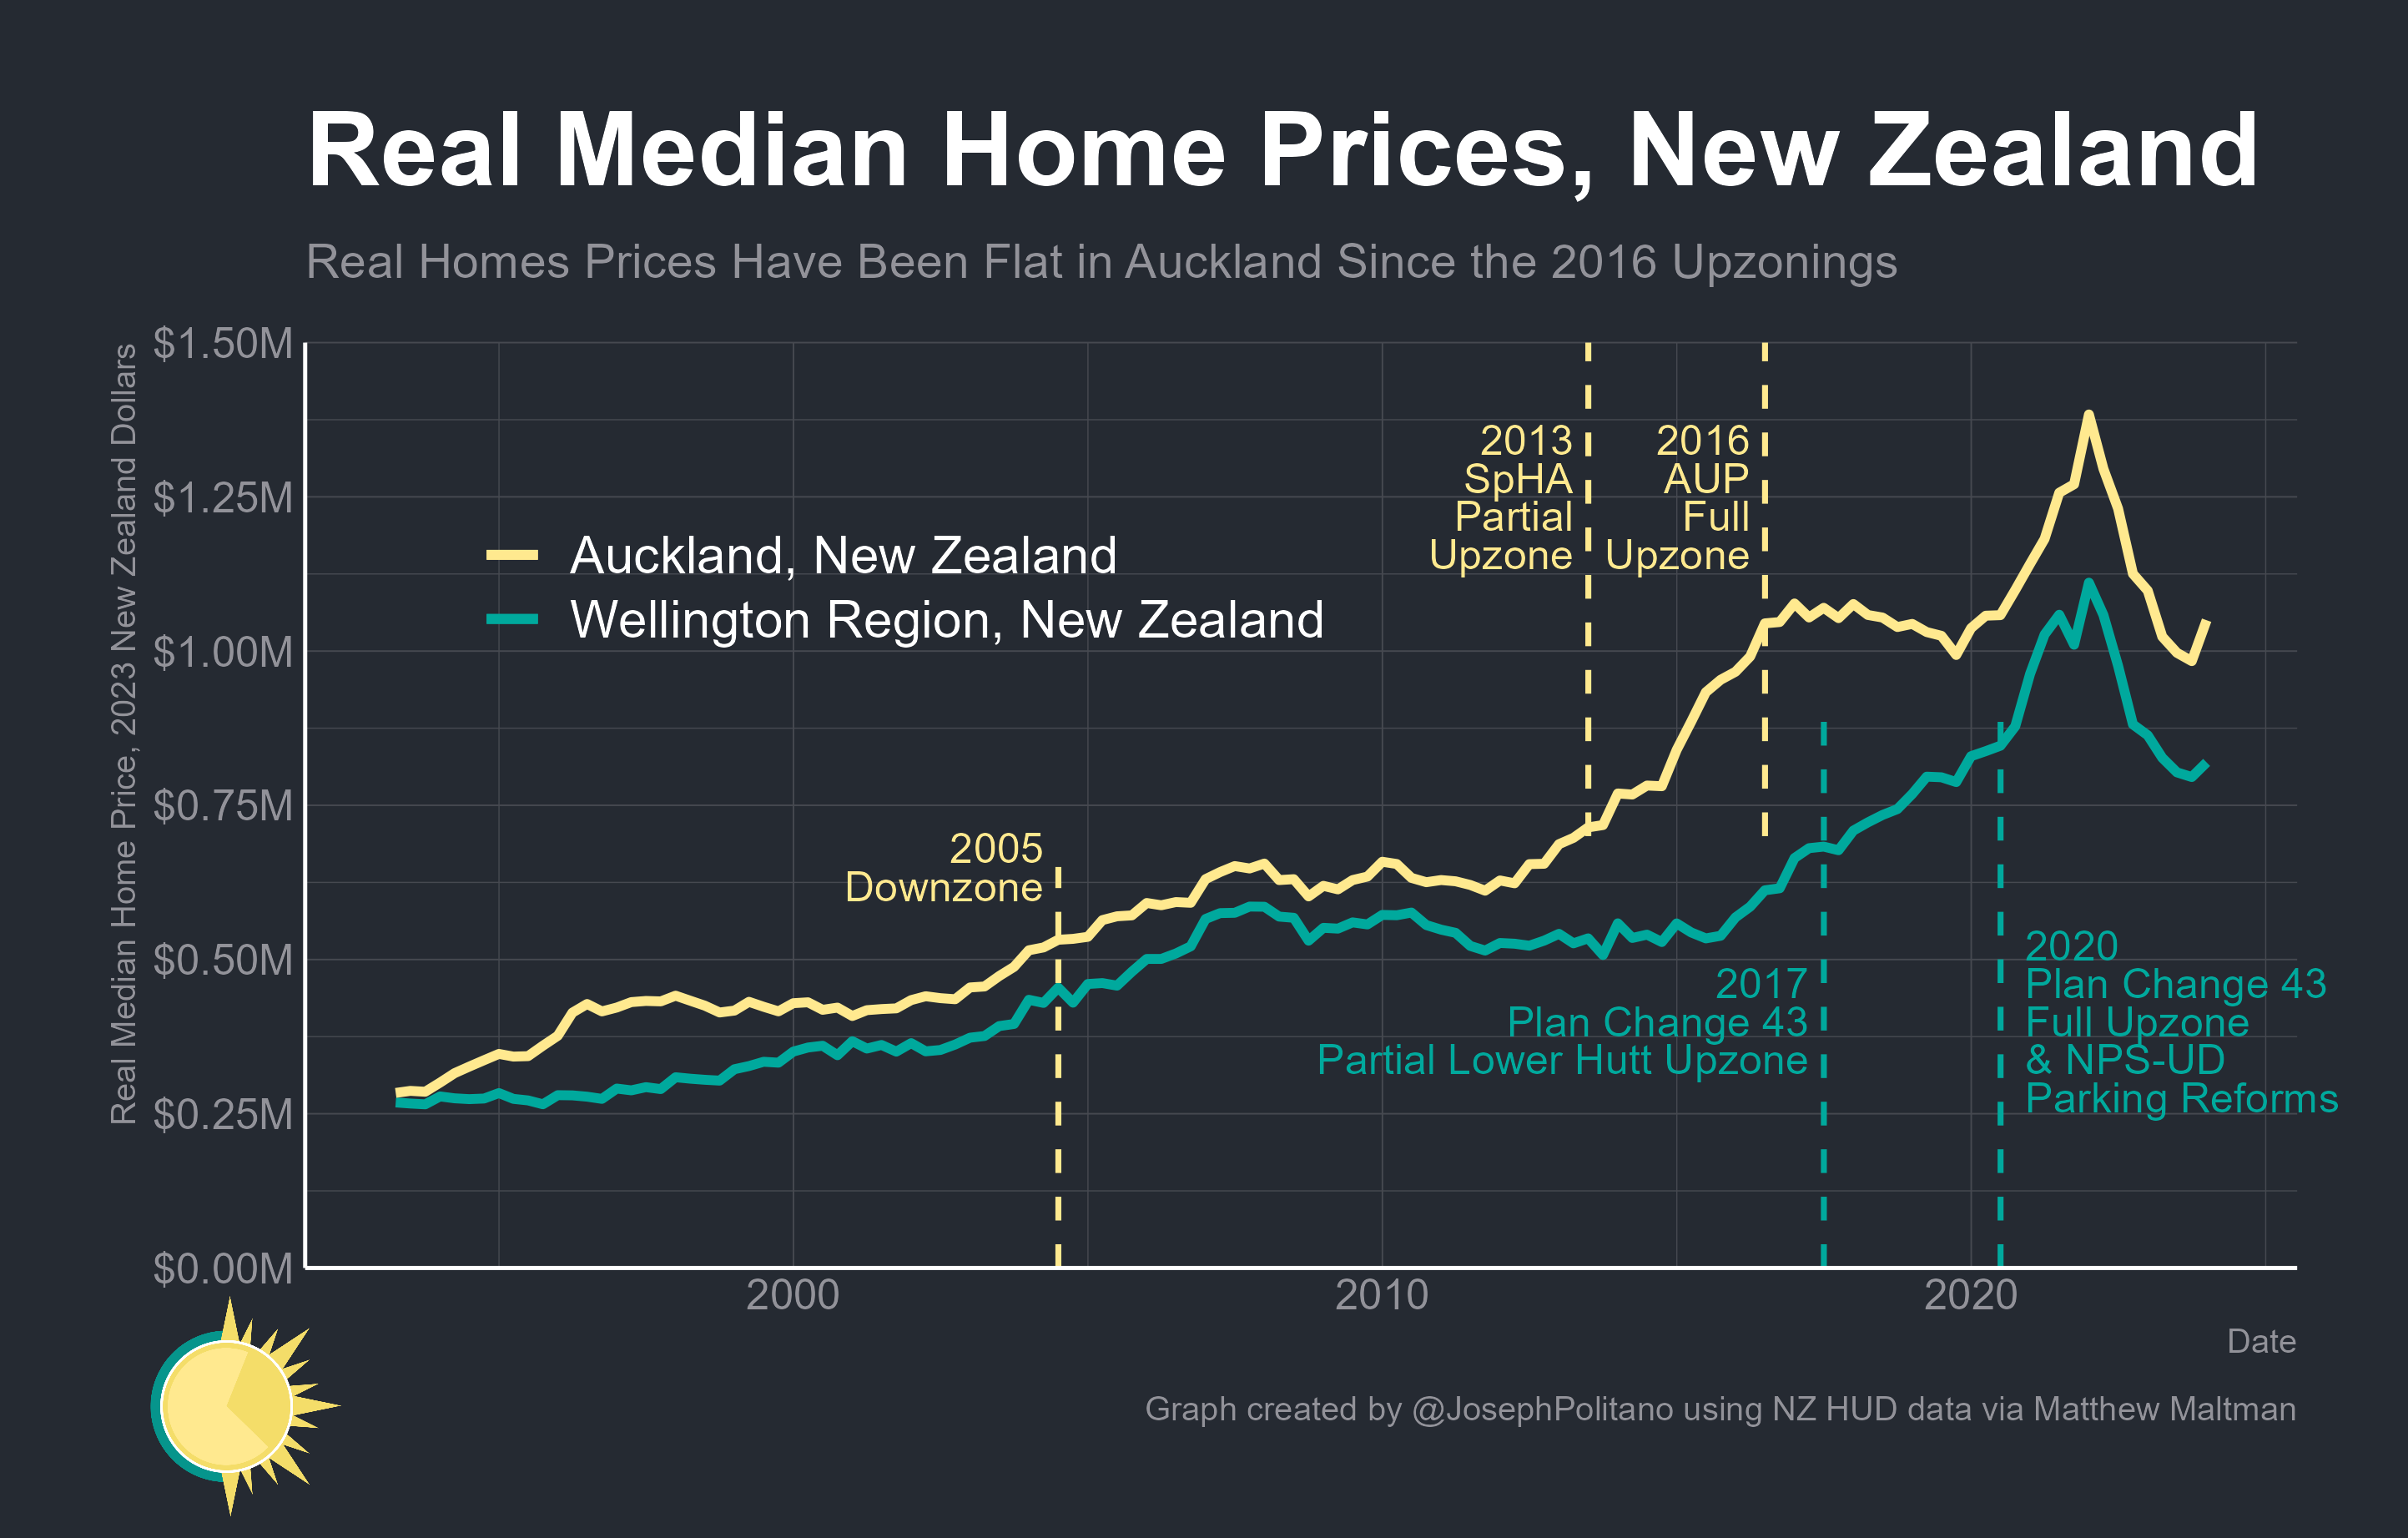 Real Median Home Prices, New Zealand
Real Homes Prices Have Been Flat in Auckland Since the 2016 Upzonings
Real Median Home Price, 2023 New Zealand Dollars
$1.50M
$1.25M
$1.00M
$0.75M
$0.50M
$0.25M
$0.00M
Auckland, New Zealand
Wellington Region, New Zealand
2005
Downzone
2013
SpHA
Partial
Upzone
2016
AUP
Full
Upzone
2017
Plan Change 43
Partial Lower Hutt Upzone
2020
Plan Change 43
Full Upzone
& NPS-UD
Parking Reforms
2000
2010
2020
Date
Graph created by @JosephPolitano using NZ HUD data via Matthew Maltman